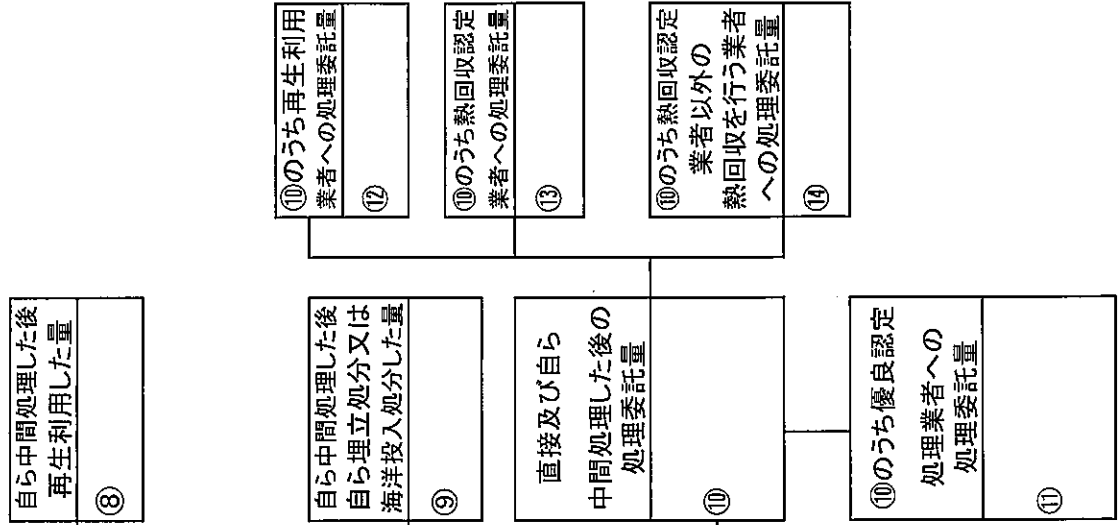 自ら中間処理した後
再生利用した量
⑧
自ら中間処理した後
自ら埋立処分又は
海洋投入処分した量
⑨
直接及び自ら
中間処理した後の
処理委託量
⑩
⑩のうち優良認定
処理業者への
処理委託量
⑪
⑩のうち再生利用
業者への処理委託量
⑫
⑩のうち熱回収認定
業者への処理委託量
⑬
⑩のうち熱回収認定
業者以外の
熱回収を行う業者
への処理委託量
⑭